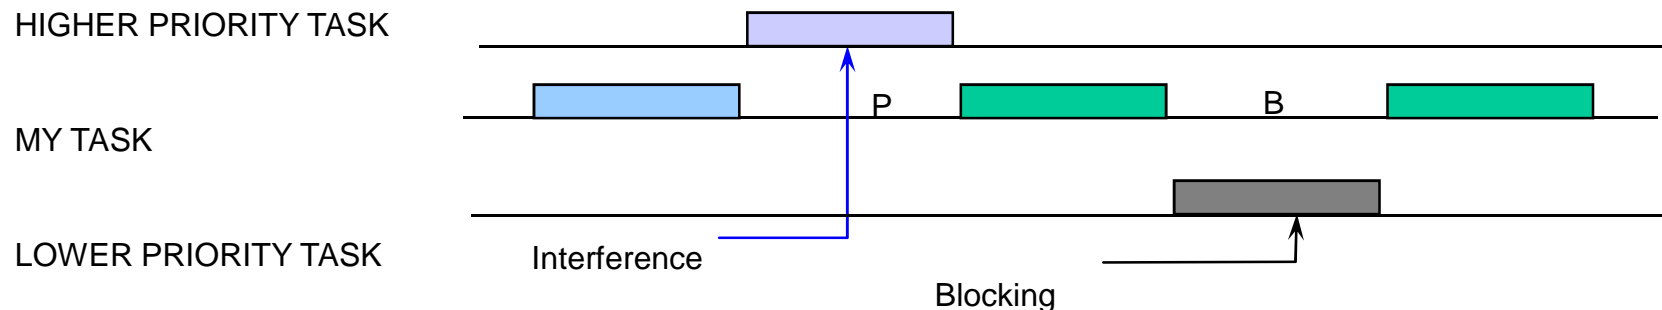 HIGHER PRIORITY TASK
P
B
MY TASK
LOWER PRIORITY TASK
Interference
Blocking